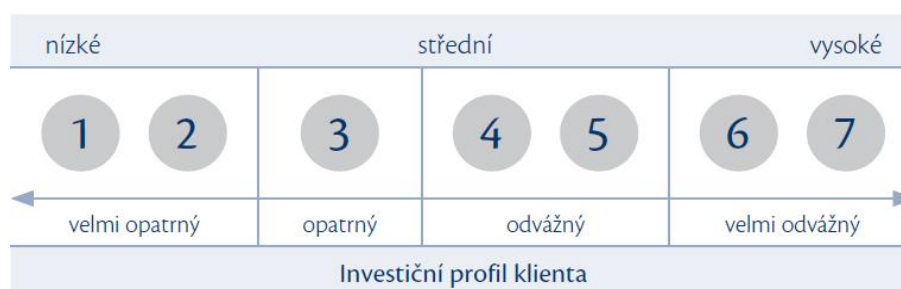 nízké střední vysoké
1 2 3 4 5 6 7
velmi opatrný opatrný odvážný velmi odvážný
Investiční profil klienta